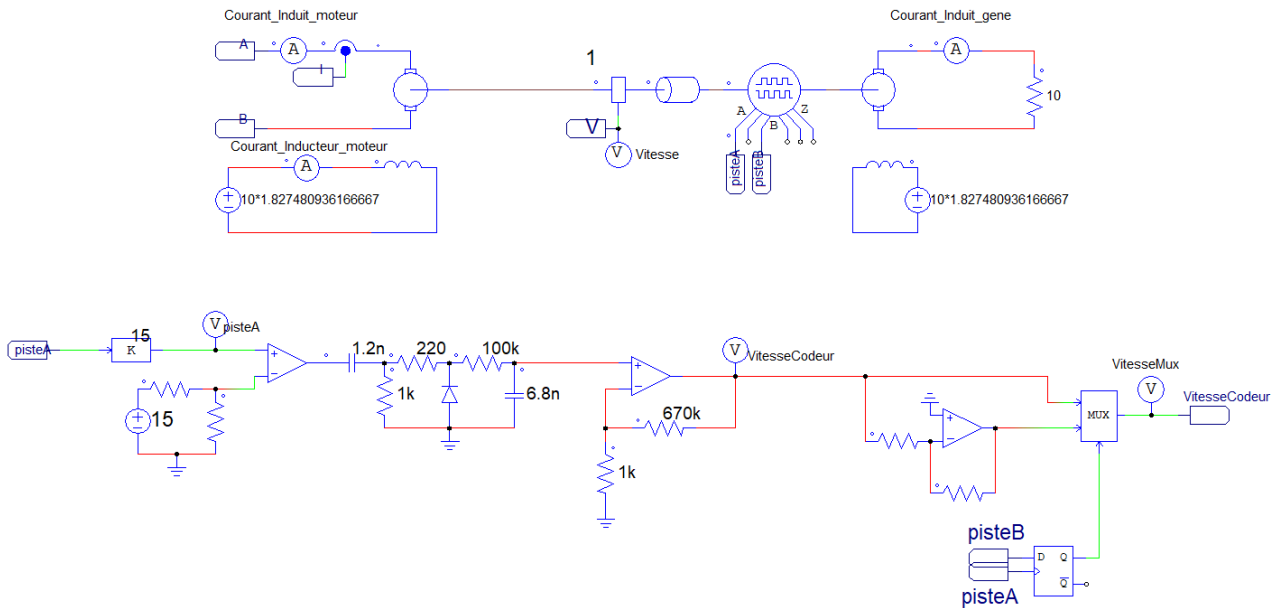 Courant_Induit_moteur
Courant_Induit_gene
A
A
I
B
1
V
V
Vitesse
A
B
Z
pisteA
pisteB
A
10
Courant_Inducteur_moteur
A
10*1.827480936166667
10*1.827480936166667
pisteA
15
K
V
pisteA
15
1.2n
220
100k
1k
6.8n
670k
1k
V
VitesseCodeur
MUX
VitesseMux
V
VitesseCodeur
pisteB
pisteA
D
Q
Q